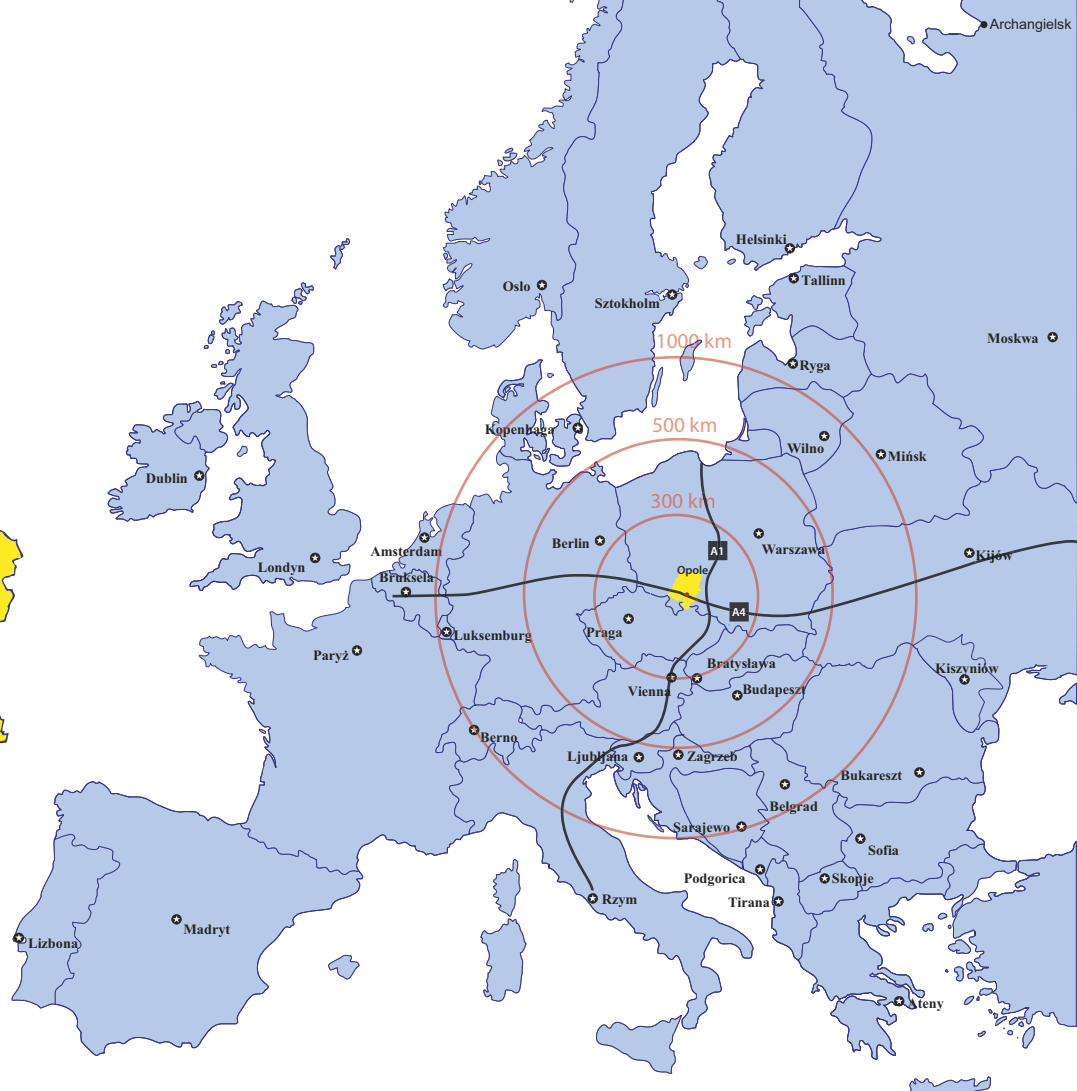 Archangielsk
Helsinki
Tallinn
Oslo
Sztokholm
Moskwa
1000 km
Ryga
500 km
Kopenhaga
Wilno
Mińsk
Dublin
300 km
Berlin
A1
Warszawa
Amsterdam
Kijów
Londyn
Opole
Bruksela
A4
Praga
Luksemburg
Paryż
Bratysława
Kiszyniów
Vienna
Budapeszt
Berno
Ljubljana
Zagrzeb
Bukareszt
Belgrad
Sarajewo
Sofia
Podgorica
Skopje
Rzym
Tirana
Madryt
Lizbona
Ateny